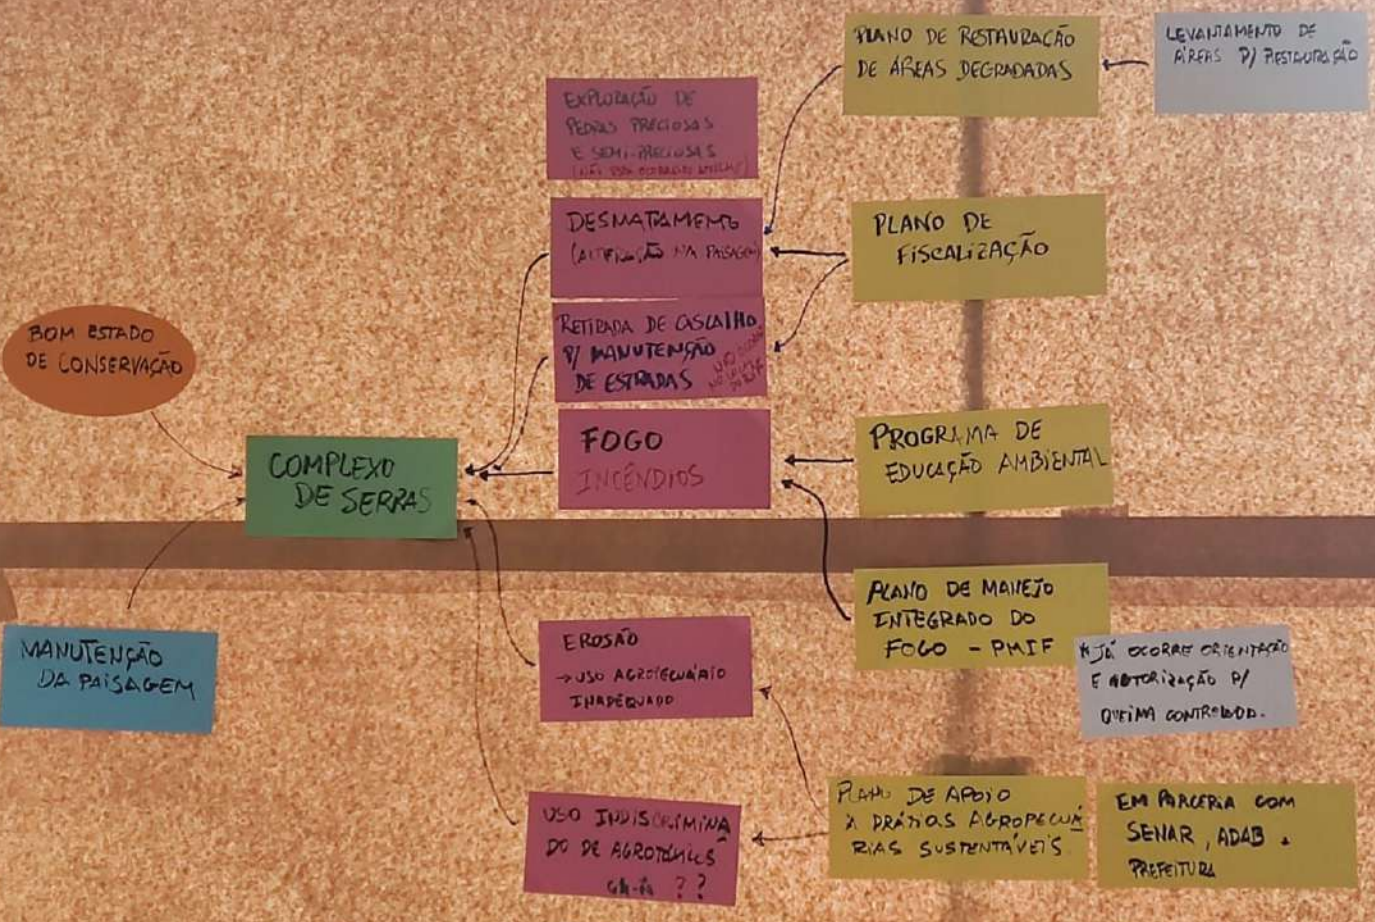 PLANO DE RESTAURAÇÃO
DE ÁREAS DEGRADADAS
LEVANTAMENTO DE
ÁREAS P/ RESTAURAÇÃO
EXPLORAÇÃO DE
PEDRAS PRECIOSAS
E SEMI-PRECIOSAS
DESMATAMENTO
(ALTERAÇÃO NA PAISAGEM)
PLANO DE
FISCALIZAÇÃO
RETIRADA DE CASCALHO
P/ MANUTENÇÃO
DE ESTRADAS
BOM ESTADO
DE CONSERVAÇÃO
COMPLEXO
DE SERRAS
FOGO
INCÊNDIOS
PROGRAMA DE
EDUCAÇÃO AMBIENTAL
PLANO DE MANEJO
INTEGRADO DO
FOGO - PMIF
* JÁ OCORRE ORIENTAÇÃO
E AUTORIZAÇÃO P/
QUEIMA CONTROLADA.
MANUTENÇÃO
DA PAISAGEM
EROSÃO
→ USO AGROPECUÁRIO
INADEQUADO
USO INDISCRIMINA
DO DE AGROTÓXICOS
??
PLANO DE APOIO
À PRÁTICAS AGROPECUÁ
RIAS SUSTENTÁVEIS.
EM PARCERIA COM
SENAR, ADAB
PREFEITURA